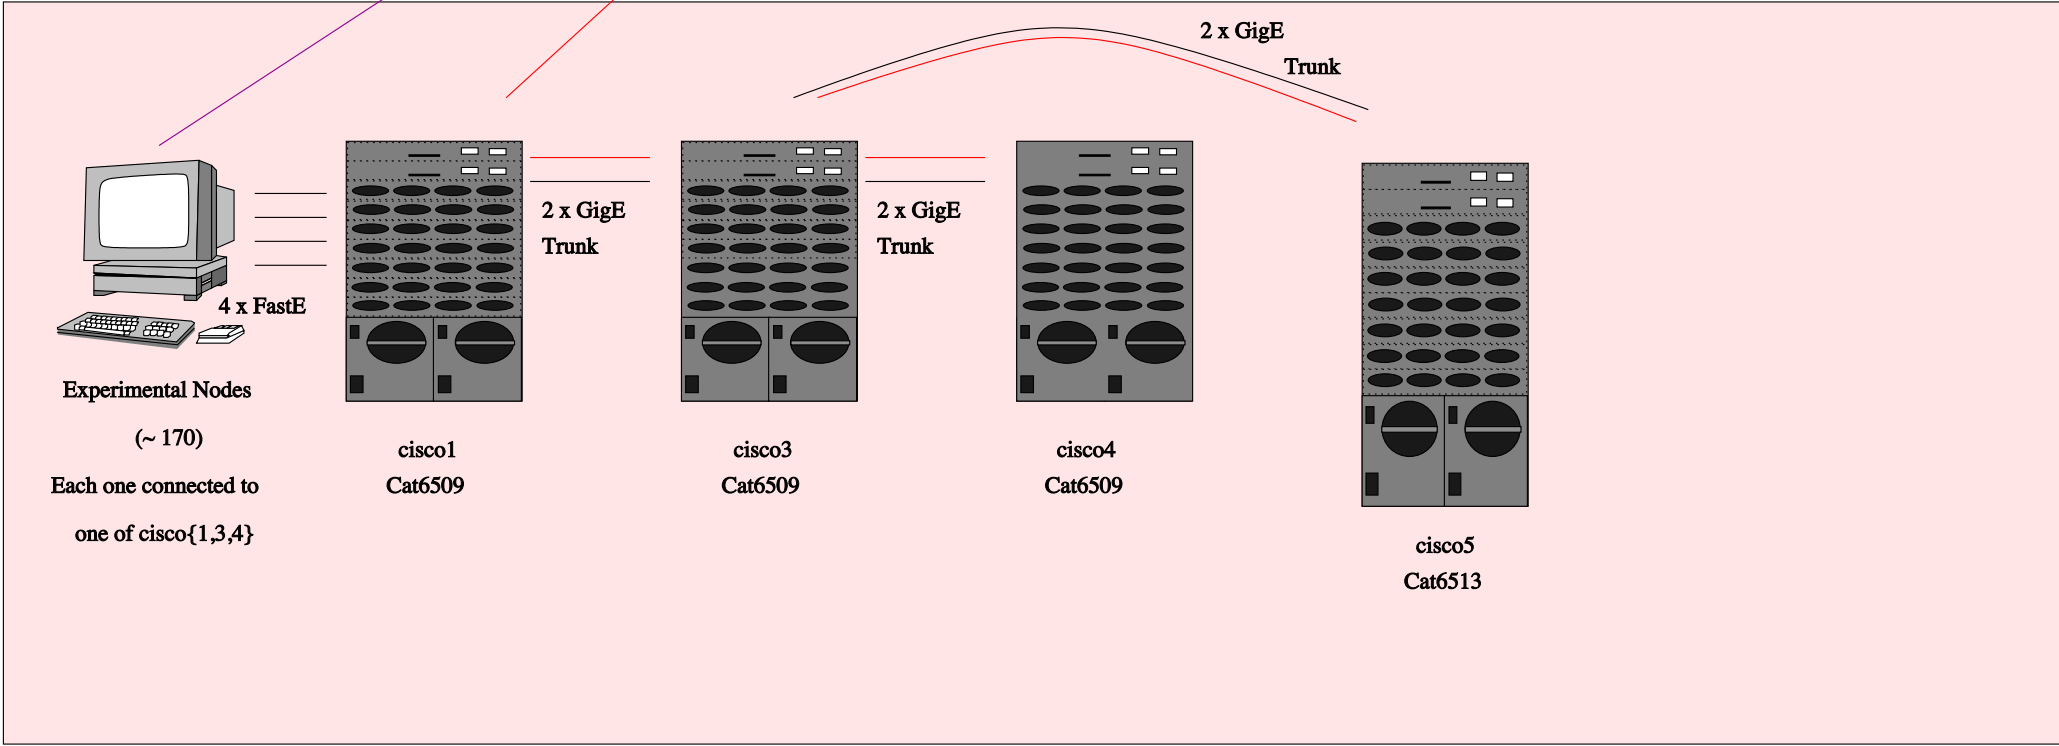 2 x GigE
Trunk
2 x GigE
Trunk
2 x GigE
Trunk
4 x FastE
Experimental Nodes
(~ 170)
Each one connected to
one of cisco{1,3,4}
cisco1
Cat6509
cisco3
Cat6509
cisco4
Cat6509
cisco5
Cat6513